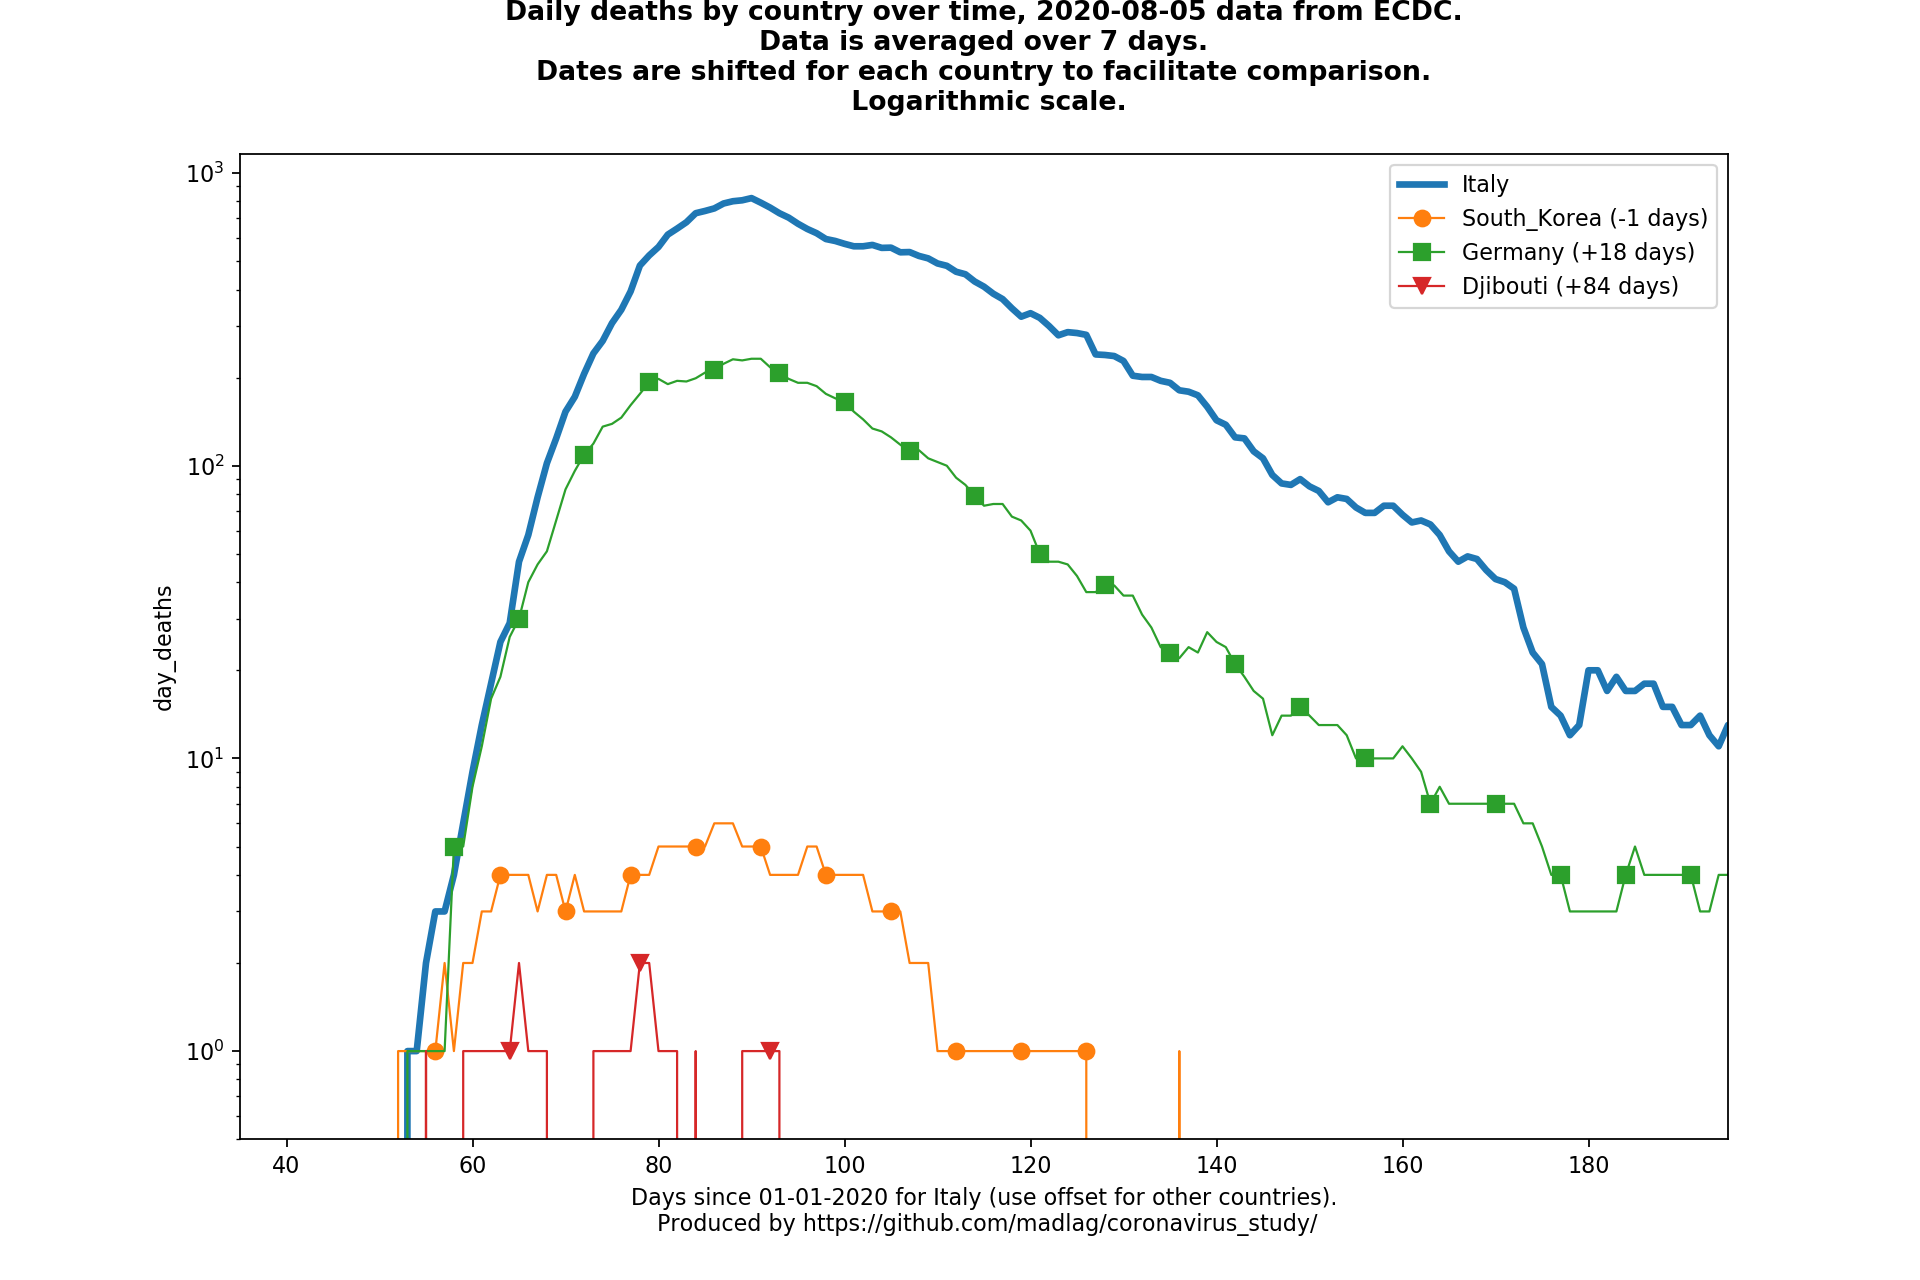 Daily deaths by country over time, 2020-08-05 data from ECDC.
Data is averaged over 7 days.
Dates are shifted for each country to facilitate comparison.
Logarithmic scale.
10³
10²
10¹
10⁰
day_deaths
Italy
South_Korea (-1 days)
Germany (+18 days)
Djibouti (+84 days)
40 60 80 100 120 140 160 180
Days since 01-01-2020 for Italy (use offset for other countries).
Produced by https://github.com/madlag/coronavirus_study/